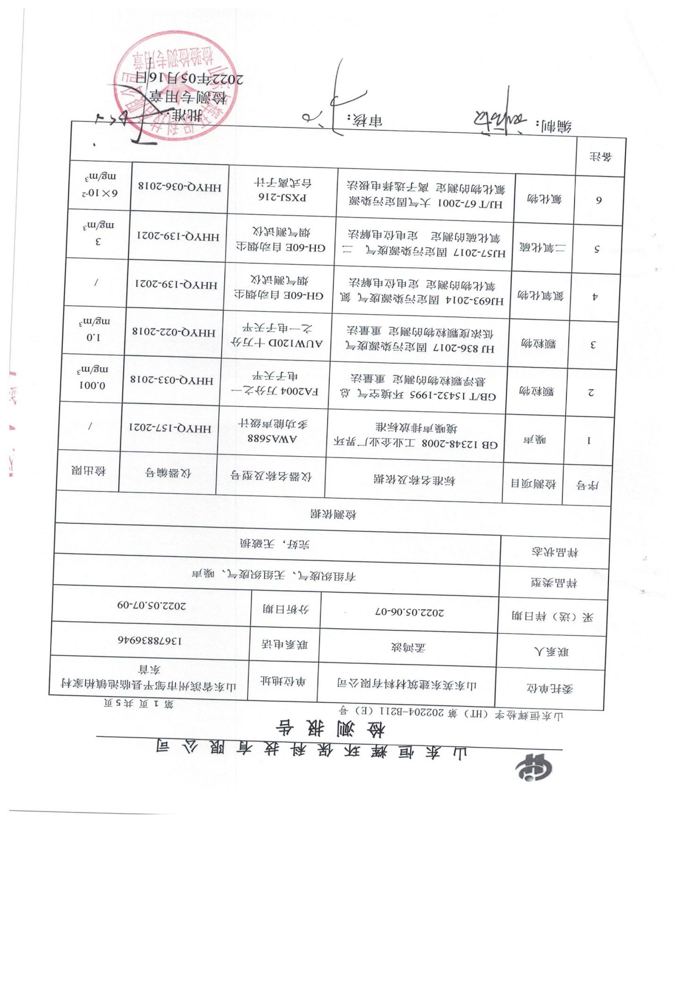 山东恒辉环保科技有限公司
检测报告
山东恒辉检字（HT）第 202204-B211（E）号 第 1 页 共 5 页
委托单位 山东英东建筑材料有限公司 单位地址 山东省滨州市邹平县临池镇柏家村
东首
联系人 孟鸿波 联系电话 13678836946
采（送）样日期 2022.05.06-07 分析日期 2022.05.07-09
样品类型 有组织废气、无组织废气、噪声
样品状态 完好，无破损
检测依据
序号 检测项目 标准名称及依据 仪器名称及型号 仪器编号 检出限
1 噪声 GB 12348-2008 工业企业厂界环
境噪声排放标准 AWA5688
多功能声级计 HHYQ-157-2021 /
2 颗粒物 GB/T 15432-1995 环境空气 总
悬浮颗粒物的测定 重量法 FA2004 万分之一
电子天平 HHYQ-033-2018 0.001
mg/m³
3 颗粒物 HJ 836-2017 固定污染源废气
低浓度颗粒物的测定 重量法 AUW120D 十万分
之一电子天平 HHYQ-022-2018 1.0
mg/m³
4 氮氧化物 HJ693-2014 固定污染源废气 氮
氧化物的测定 定电位电解法 GH-60E 自动烟尘
烟气测试仪 HHYQ-139-2021 /
5 二氧化硫 HJ57-2017 固定污染源废气 二
氧化硫的测定 定电位电解法 GH-60E 自动烟尘
烟气测试仪 HHYQ-139-2021 3
mg/m³
6 氟化物 HJ/T 67-2001 大气固定污染源
氟化物的测定 离子选择电极法 PXSJ-216
台式离子计 HHYQ-036-2018 6×10⁻²
mg/m³
备注
编制： 审核： 批准：
检测专用章
2022年05月16日
山东恒辉环保科技有限公司
检验检测专用章